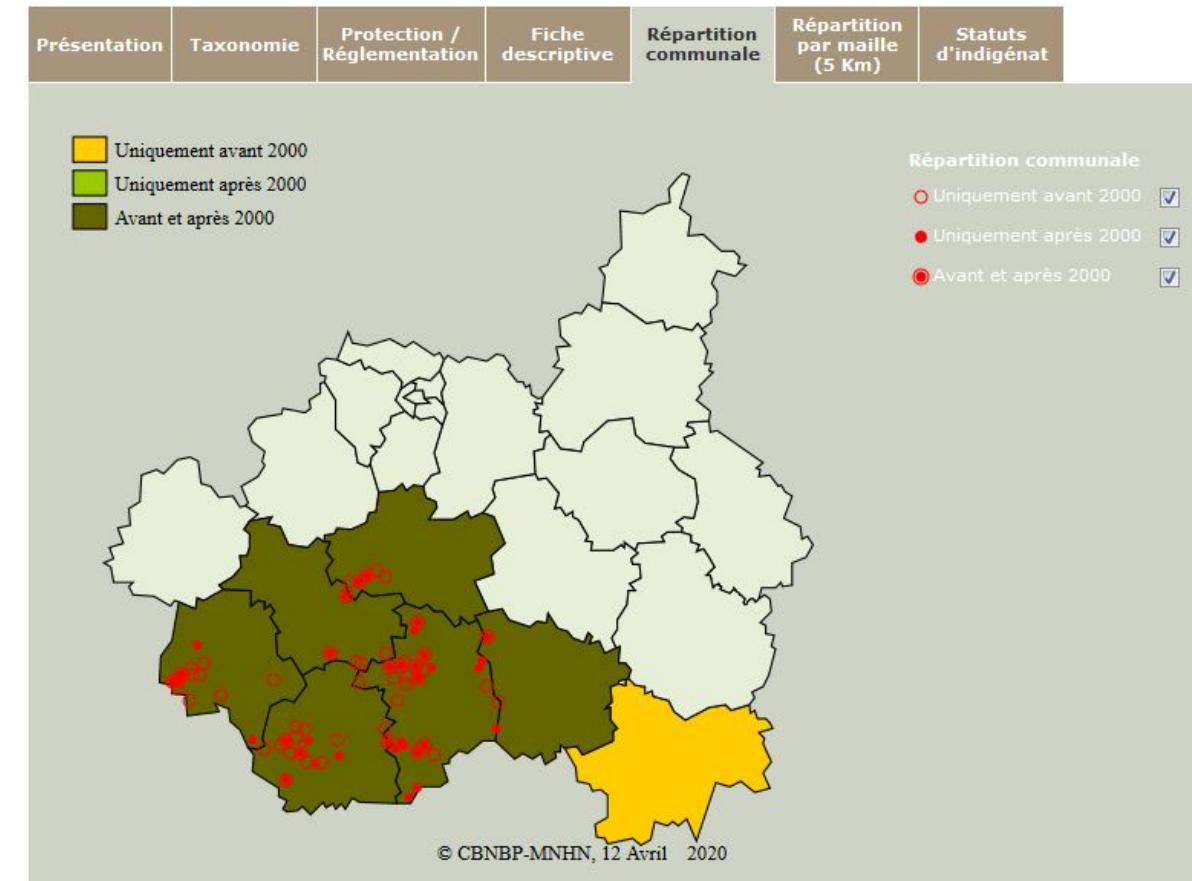 Présentation
Taxonomie
Protection /
Réglementation
Fiche
descriptive
Répartition
communale
Répartition
par maille
(5 Km)
Statuts
d'indigénat
Uniquement avant 2000
Uniquement après 2000
Avant et après 2000
Répartition communale
Uniquement avant 2000
Uniquement après 2000
Avant et après 2000
© CBNBP-MNHN, 12 Avril 2020